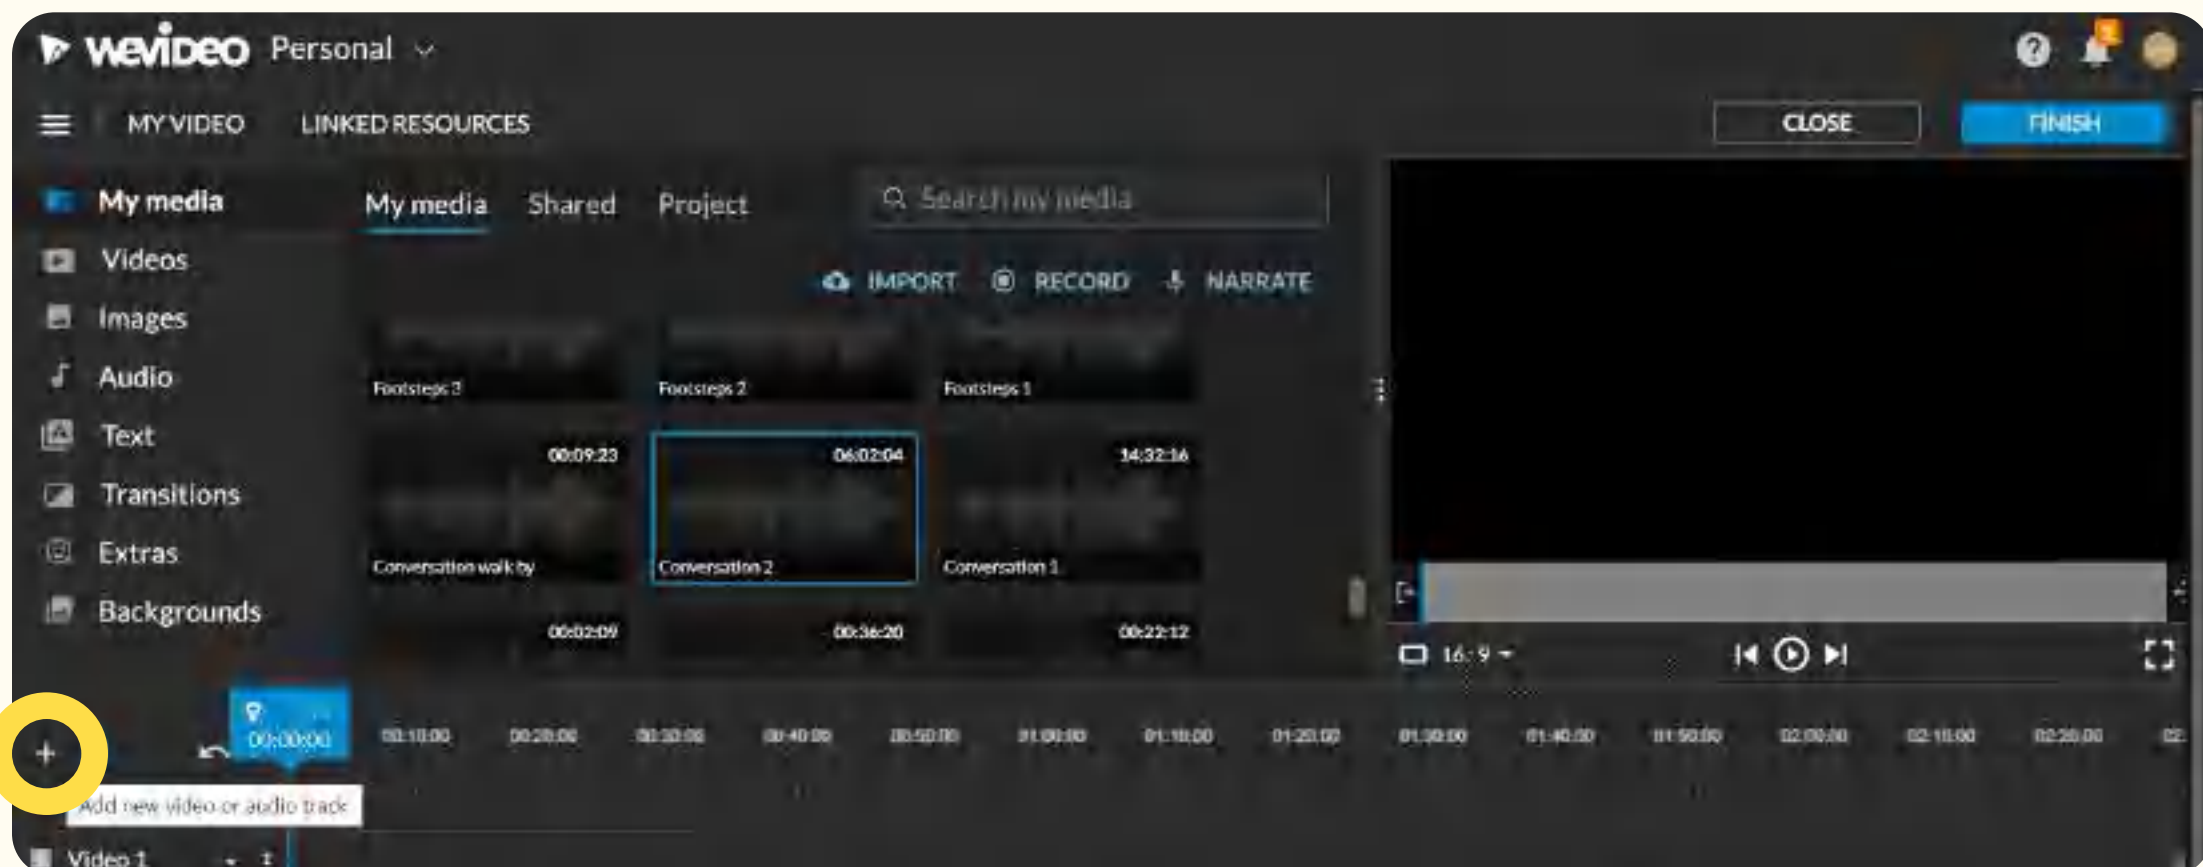 WEVIDEO Personal
MY VIDEO LINKED RESOURCES CLOSE FINISH
My media
Videos
Images
Audio
Text
Transitions
Extras
Backgrounds
My media Shared Project Search my media
IMPORT RECORD NARRATE
Footsteps 3 Footsteps 2 Footsteps 1
00:09:23 06:02:04 14:32:16
Conversation walk by Conversation 2 Conversation 1
00:02:09 00:36:20 00:22:12
16:9
+ 00:00:00 00:10:00 00:20:00 00:30:00 00:40:00 00:50:00 01:00:00 01:10:00 01:20:00 01:30:00 01:40:00 01:50:00 02:00:00 02:10:00 02:20:00 02:
Add new video or audio track
Video 1